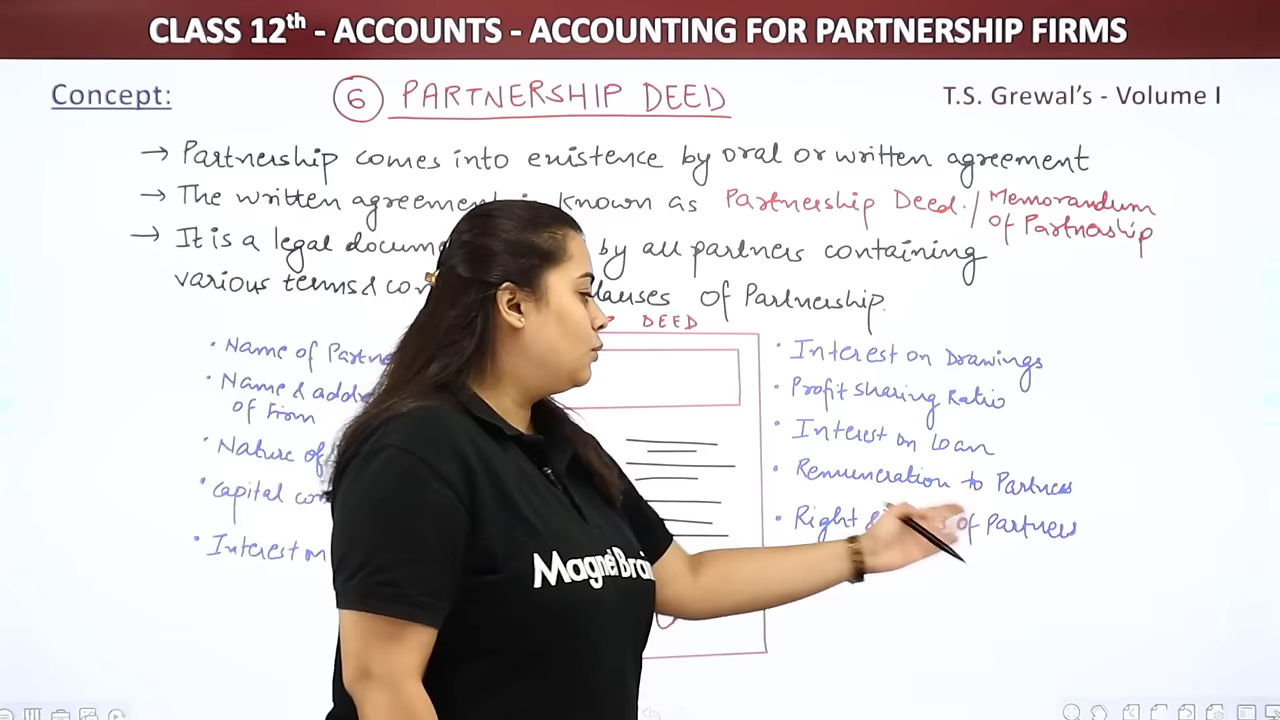 CLASS 12th - ACCOUNTS - ACCOUNTING FOR PARTNERSHIP FIRMS
Concept:
6 PARTNERSHIP DEED
T.S. Grewal's - Volume I
→ Partnership comes into existence by oral or written agreement
→ The written agreement is known as Partnership Deed. / Memorandum of Partnership
→ It is a legal by all partners containing
various terms & of Partnership.
DEED
• Name of
• Name &
of Firm
• Nature of
• Capital
• Interest on
• Interest on Drawings
• Profit Sharing Ratio
• Interest on Loan
• Remuneration to Partners
• Right of Partners
Magnet